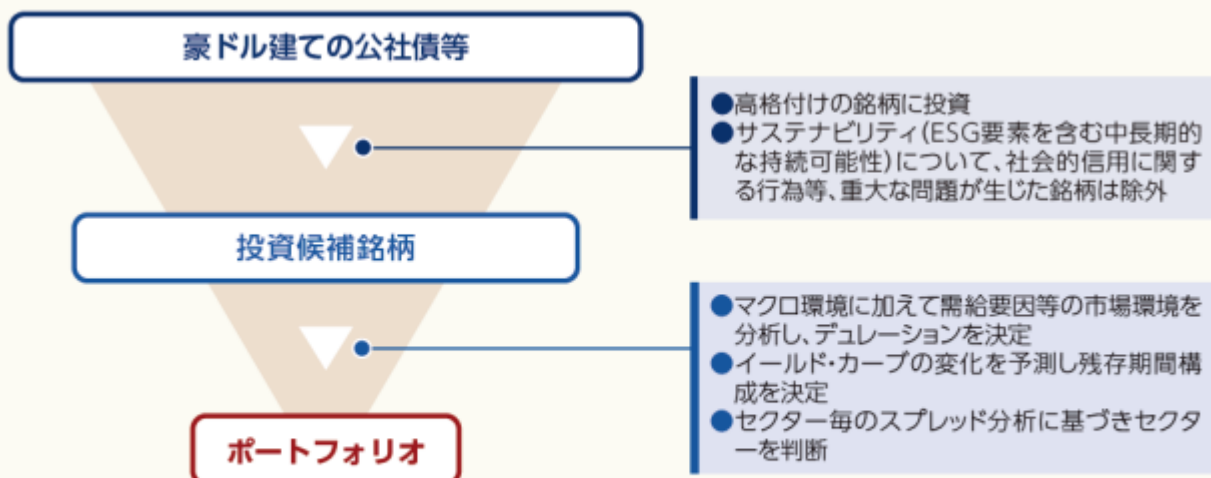 豪ドル建ての公社債等
●高格付けの銘柄に投資
●サステナビリティ(ESG要素を含む中長期的
な持続可能性)について、社会的信用に関す
る行為等、重大な問題が生じた銘柄は除外
投資候補銘柄
●マクロ環境に加えて需給要因等の市場環境を
分析し、デュレーションを決定
●イールド・カーブの変化を予測し残存期間構
成を決定
●セクター毎のスプレッド分析に基づきセクタ
ーを判断
ポートフォリオ